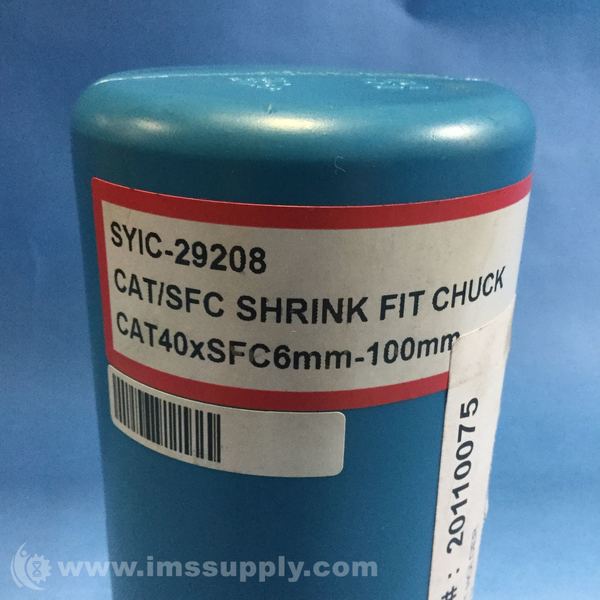 SYIC-29208
CAT/SFC SHRINK FIT CHUCK
CAT40xSFC6mm-100mm
#: 20110075
www.imssupply.com